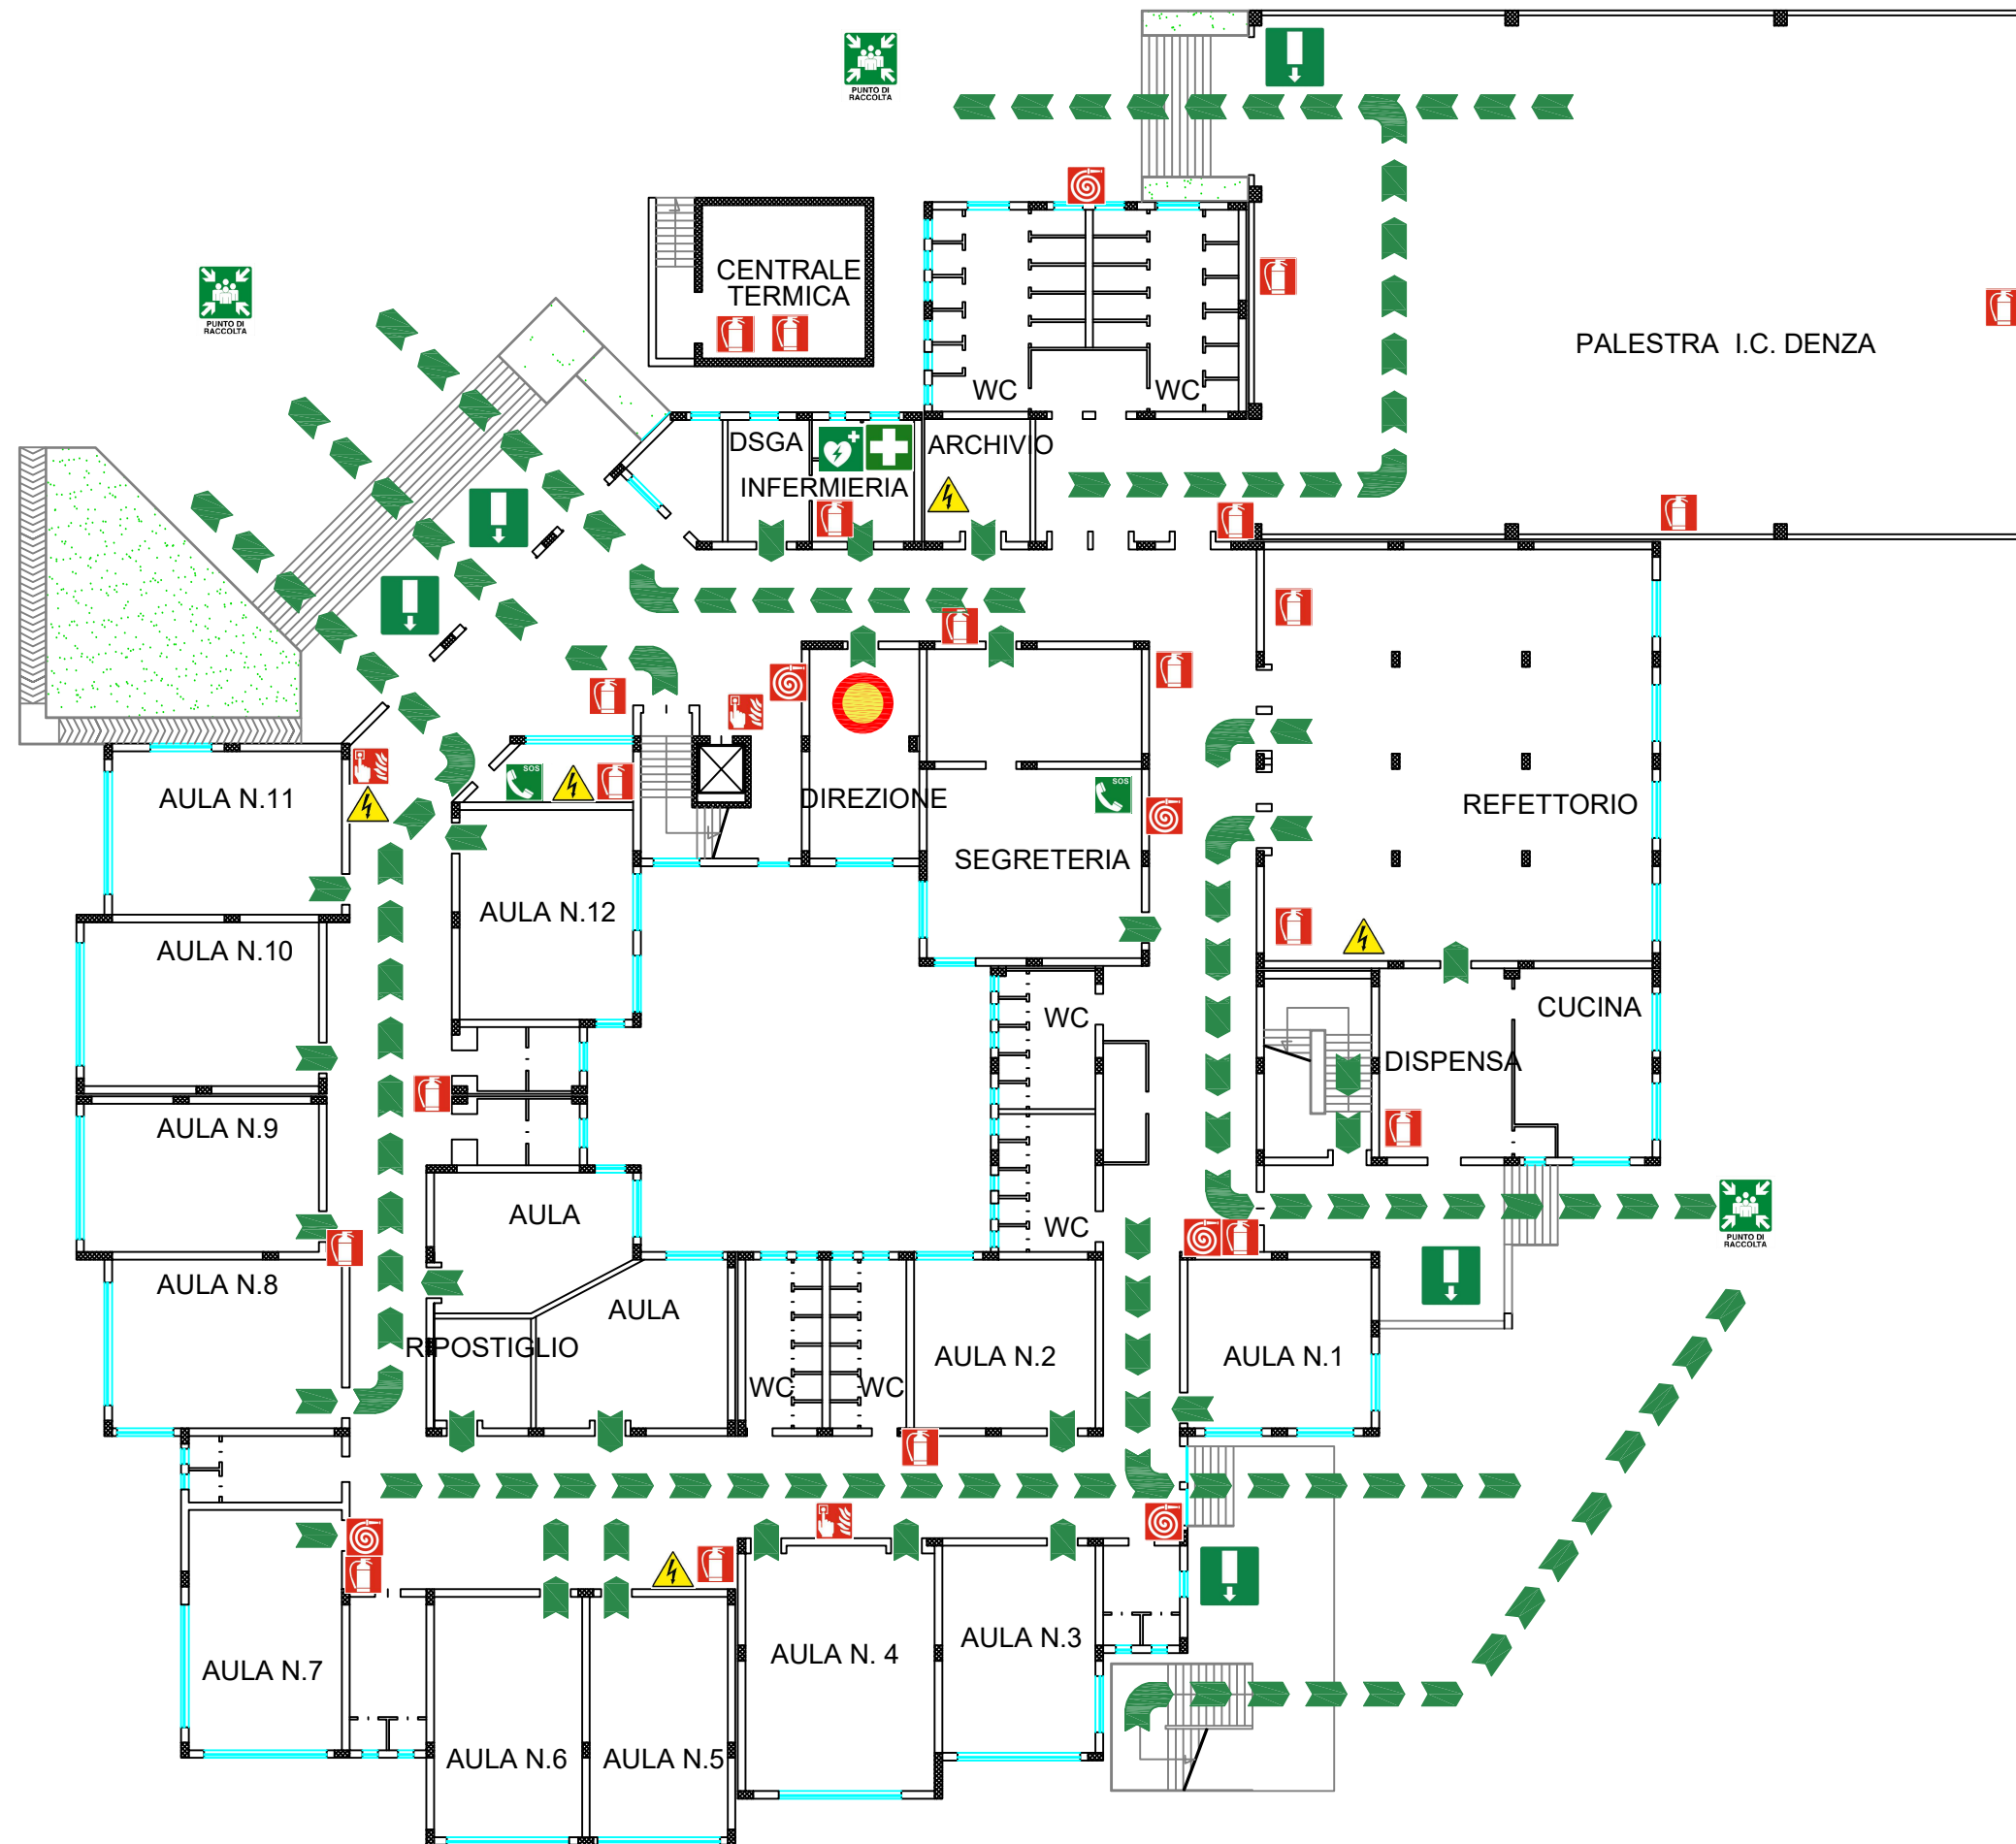 PUNTO DI
RACCOLTA
CENTRALE
TERMICA
PUNTO DI
RACCOLTA
PALESTRA I.C. DENZA
WC
WC
DSGA
ARCHIVIO
INFERMIERIA
SOS
SOS
AULA N.11
DIREZIONE
REFETTORIO
SEGRETERIA
AULA N.12
AULA N.10
CUCINA
WC
DISPENSA
AULA N.9
AULA
WC
PUNTO DI
RACCOLTA
AULA N.8
AULA
RIPOSTIGLIO
AULA N.2
AULA N.1
WC
WC
AULA N.3
AULA N. 4
AULA N.7
AULA N.6
AULA N.5